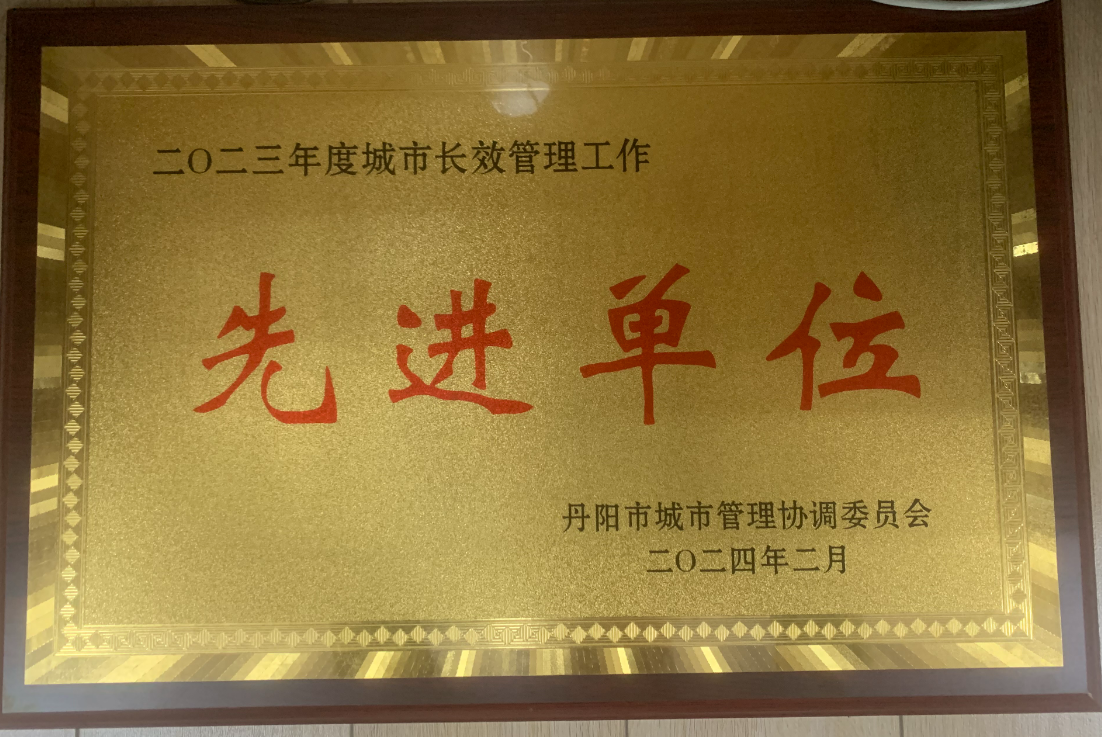 二〇二三年度城市长效管理工作
先进单位
丹阳市城市管理协调委员会
二〇二四年二月